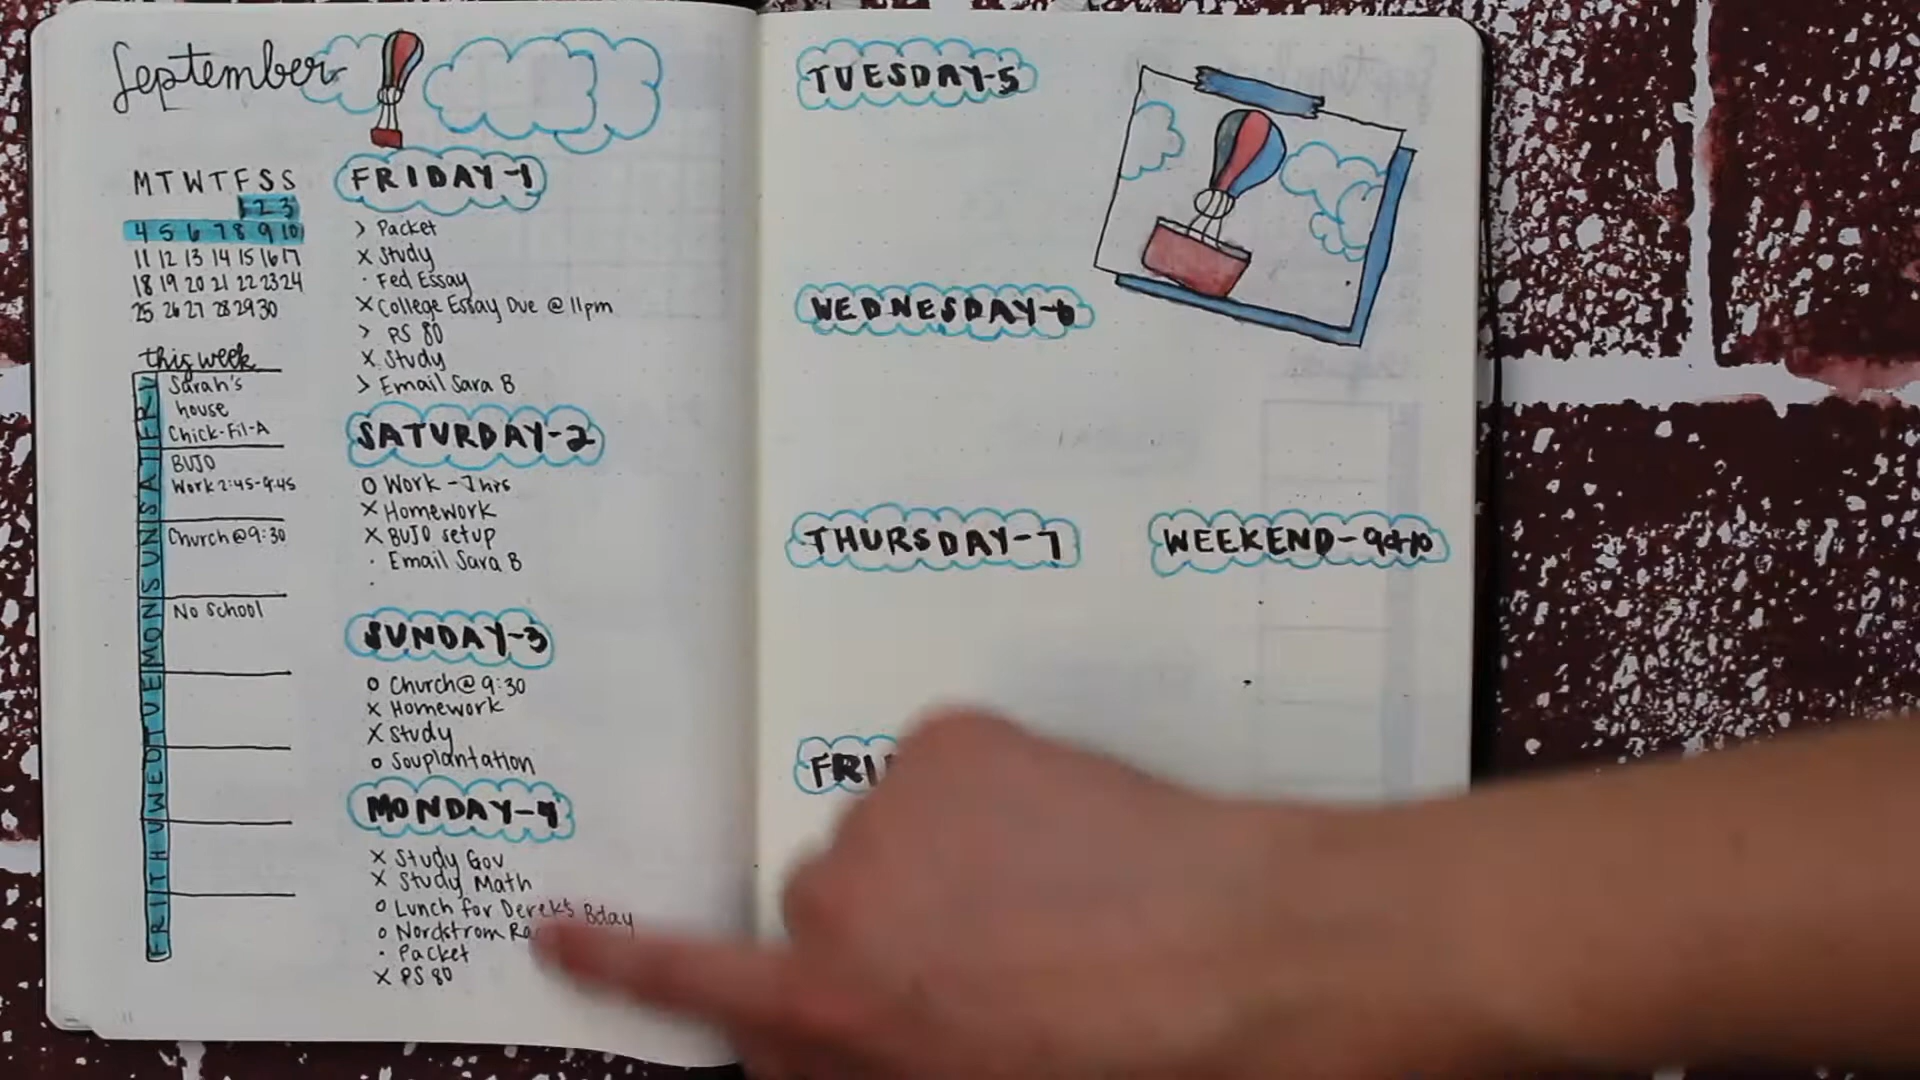 September
M T W T F S S
1 2 3
4 5 6 7 8 9 10
11 12 13 14 15 16 17
18 19 20 21 22 23 24
25 26 27 28 29 30
this week
FRI SAT SUN MON TUE WED THU FRI
Sarah's
house
Chick-Fil-A
BUJO
Work 2:45-9:45
Church @ 9:30
No School
FRIDAY-1
> Packet
x Study
· Fed Essay
x College Essay Due @ 11pm
> PS 80
x Study
> Email Sara B
SATURDAY-2
o Work - 7hrs
x Homework
x BUJO setup
· Email Sara B
·
SUNDAY-3
o Church @ 9:30
x Homework
x Study
o Souplantation
MONDAY-4
x Study Gov
x Study Math
o Lunch for Derek's Bday
o Nordstrom
· Packet
x PS 80
TUESDAY-5
WEDNESDAY-6
THURSDAY-7
WEEKEND-9&10
FRI